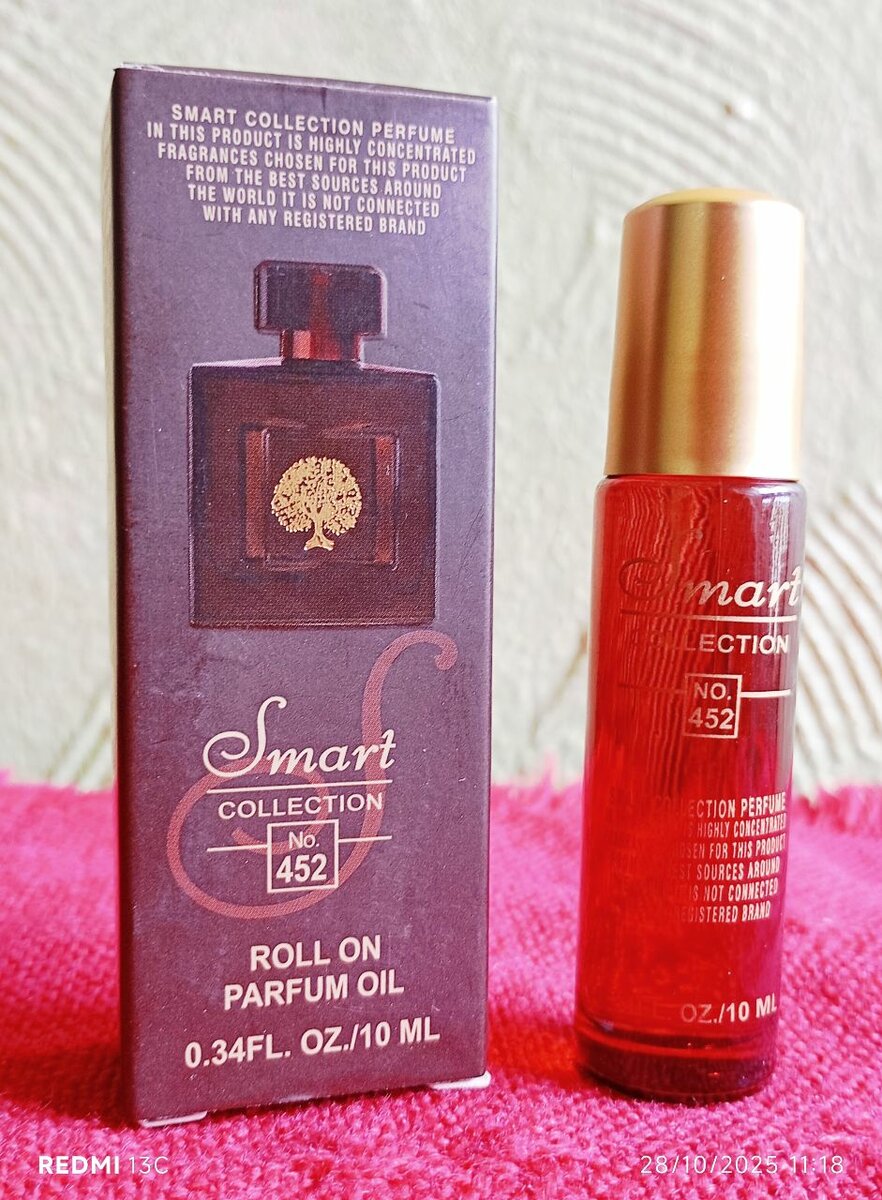 SMART COLLECTION PERFUME
IN THIS PRODUCT IS HIGHLY CONCENTRATED
FRAGRANCES CHOSEN FOR THIS PRODUCT
FROM THE BEST SOURCES AROUND
THE WORLD IT IS NOT CONNECTED
WITH ANY REGISTERED BRAND
Smart
COLLECTION
No.
452
ROLL ON
PARFUM OIL
0.34FL. OZ./10 ML
Smart
COLLECTION
NO.
452
PERFUME
IS HIGHLY CONCENTRATED
FOR THIS PRODUCT
SOURCES AROUND
IS NOT CONNECTED
REGISTERED BRAND
OZ./10 ML
REDMI 13C
28/10/2025 11:18